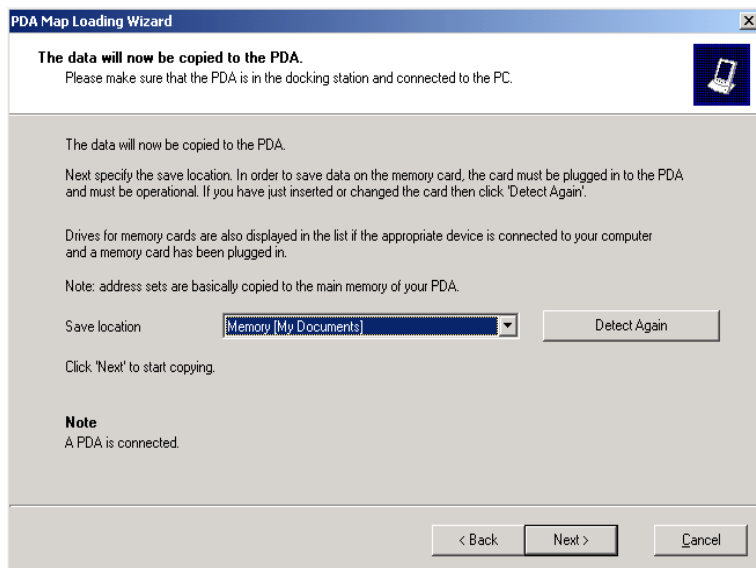 PDA Map Loading Wizard
The data will now be copied to the PDA.
Please make sure that the PDA is in the docking station and connected to the PC.
The data will now be copied to the PDA.
Next specify the save location. In order to save data on the memory card, the card must be plugged in to the PDA
and must be operational. If you have just inserted or changed the card then click 'Detect Again'.
Drives for memory cards are also displayed in the list if the appropriate device is connected to your computer
and a memory card has been plugged in.
Note: address sets are basically copied to the main memory of your PDA.
Save location Memory [My Documents] Detect Again
Click 'Next' to start copying.
Note
A PDA is connected.
< Back Next > Cancel